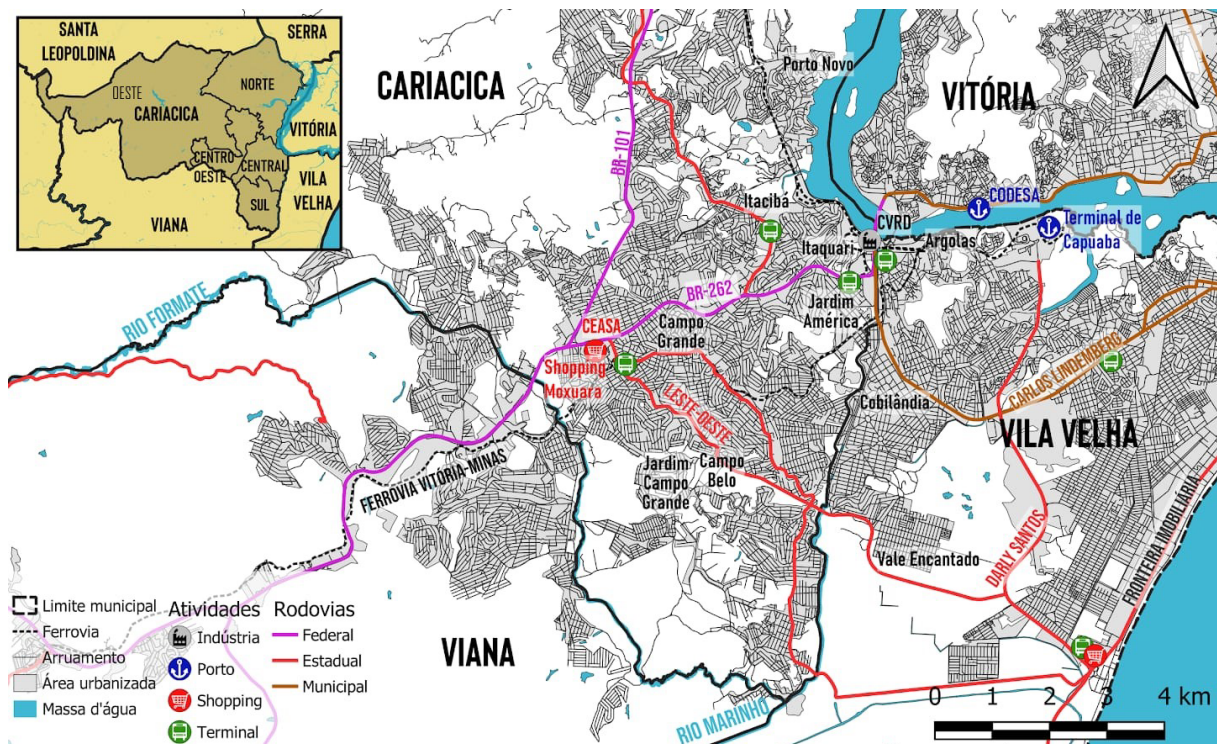 SANTA
LEOPOLDINA
SERRA
OESTE
NORTE
CARIACICA
VITÓRIA
CENTRO
OESTE
CENTRAL
VILA
VELHA
SUL
VIANA
CARIACICA
Porto Novo
VITÓRIA
BR-101
Itacibá
CODESA
CVRD
Terminal de
Capuaba
Itaquari
Argolas
BR-262
Jardim
América
RIO FORMATE
CEASA
Campo
Grande
Shopping
Moxuara
LESTE-OESTE
Cobilândia
CARLOS LINDEMBERG
VILA VELHA
FERROVIA VITÓRIA-MINAS
Jardim
Campo
Grande
Campo
Belo
Vale Encantado
DARLY SANTOS
FRONTEIRA IMOBILIÁRIA
VIANA
RIO MARINHO
Limite municipal
Ferrovia
Arruamento
Área urbanizada
Massa d'água
Atividades
Indústria
Porto
Shopping
Terminal
Rodovias
Federal
Estadual
Municipal
0 1 2 3 4 km